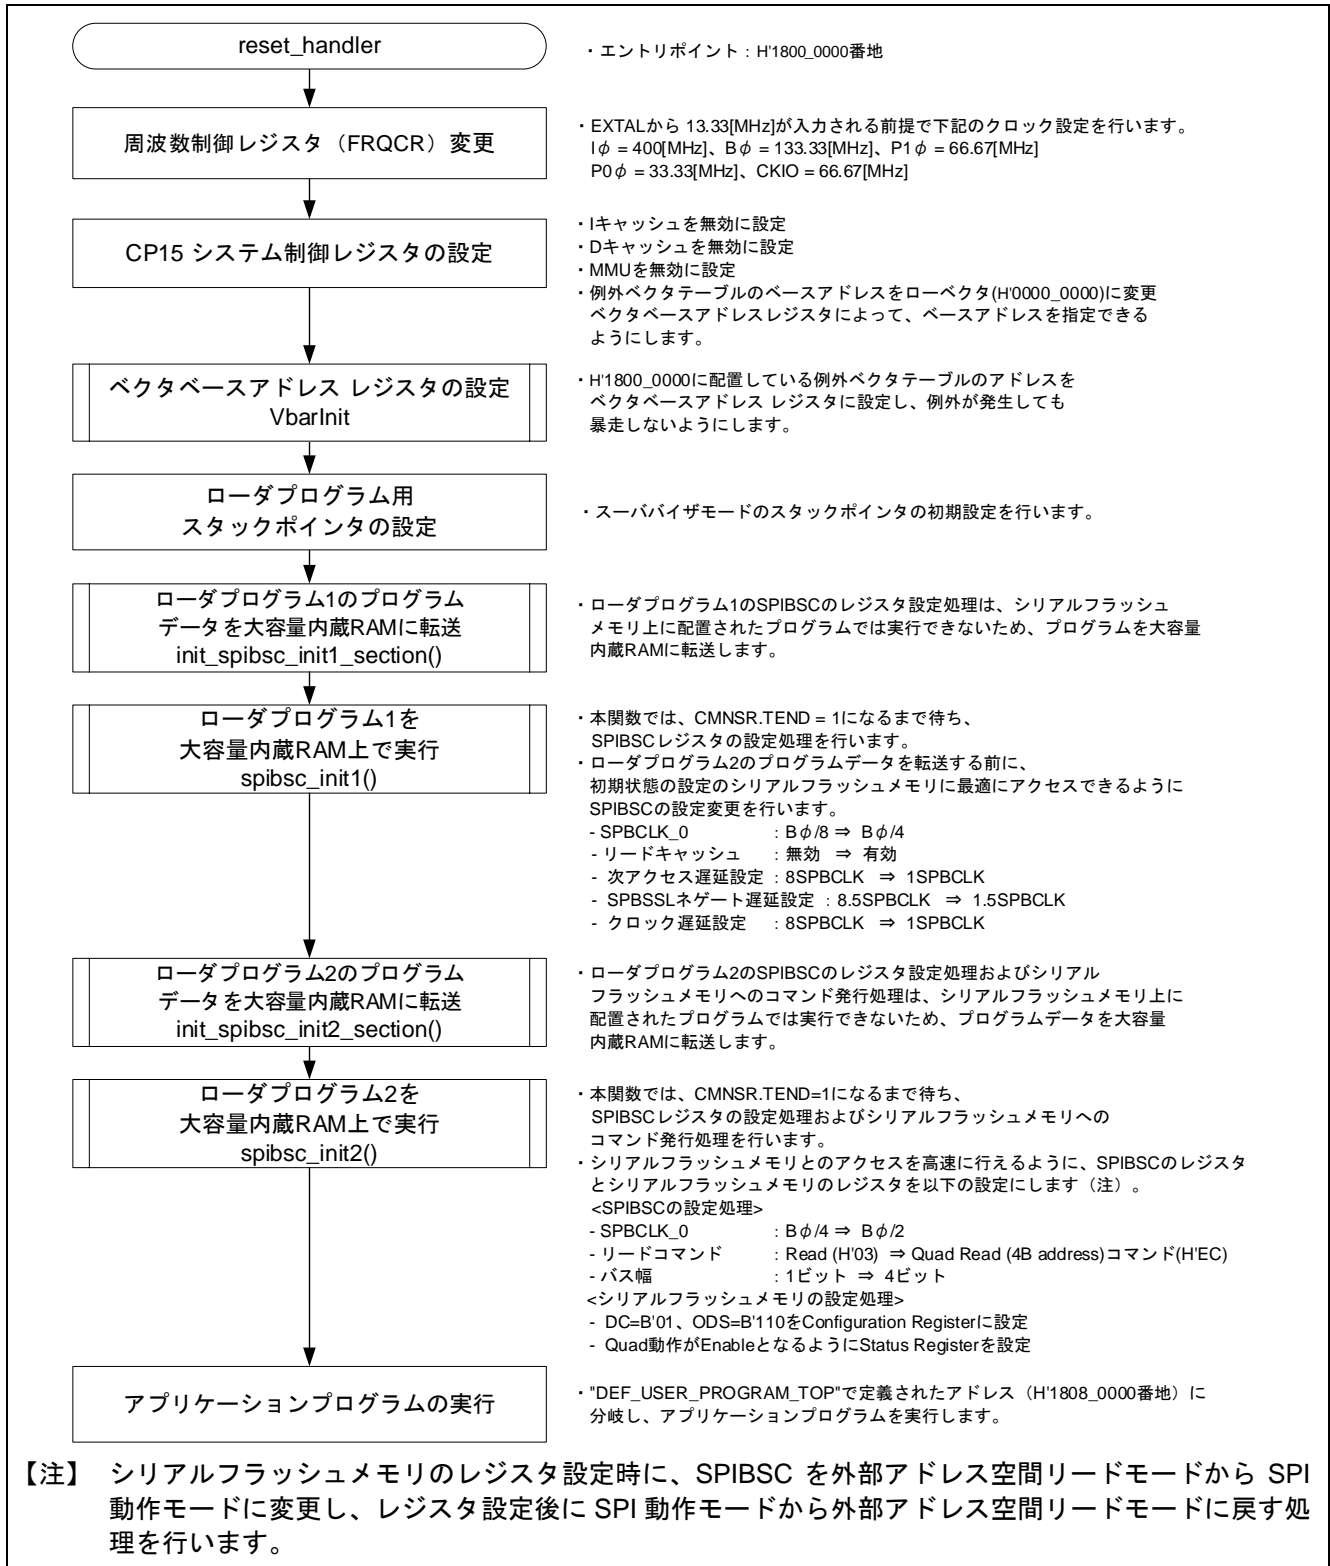 reset_handler
・エントリポイント：H'1800_0000番地
周波数制御レジスタ（FRQCR）変更
・EXTALから 13.33[MHz]が入力される前提で下記のクロック設定を行います。
Iφ = 400[MHz]、Bφ = 133.33[MHz]、P1φ = 66.67[MHz]
P0φ = 33.33[MHz]、CKIO = 66.67[MHz]
CP15 システム制御レジスタの設定
・Iキャッシュを無効に設定
・Dキャッシュを無効に設定
・MMUを無効に設定
・例外ベクタテーブルのベースアドレスをローベクタ(H'0000_0000)に変更
ベクタベースアドレスレジスタによって、ベースアドレスを指定できる
ようにします。
ベクタベースアドレス レジスタの設定
VbarInit
・H'1800_0000に配置している例外ベクタテーブルのアドレスを
ベクタベースアドレス レジスタに設定し、例外が発生しても
暴走しないようにします。
ローダプログラム用
スタックポインタの設定
・スーババイザモードのスタックポインタの初期設定を行います。
ローダプログラム1のプログラム
データを大容量内蔵RAMに転送
init_spibsc_init1_section()
・ローダプログラム1のSPIBSCのレジスタ設定処理は、シリアルフラッシュ
メモリ上に配置されたプログラムでは実行できないため、プログラムを大容量
内蔵RAMに転送します。
ローダプログラム1を
大容量内蔵RAM上で実行
spibsc_init1()
・本関数では、CMNSR.TEND = 1になるまで待ち、
SPIBSCレジスタの設定処理を行います。
・ローダプログラム2のプログラムデータを転送する前に、
初期状態の設定のシリアルフラッシュメモリに最適にアクセスできるように
SPIBSCの設定変更を行います。
- SPBCLK_0 ：Bφ/8 ⇒ Bφ/4
- リードキャッシュ ：無効 ⇒ 有効
- 次アクセス遅延設定：8SPBCLK ⇒ 1SPBCLK
- SPBSSLネゲート遅延設定：8.5SPBCLK ⇒ 1.5SPBCLK
- クロック遅延設定 ：8SPBCLK ⇒ 1SPBCLK
ローダプログラム2のプログラム
データを大容量内蔵RAMに転送
init_spibsc_init2_section()
・ローダプログラム2のSPIBSCのレジスタ設定処理およびシリアル
フラッシュメモリへのコマンド発行処理は、シリアルフラッシュメモリ上に
配置されたプログラムでは実行できないため、プログラムデータを大容量
内蔵RAMに転送します。
ローダプログラム2を
大容量内蔵RAM上で実行
spibsc_init2()
・本関数では、CMNSR.TEND=1になるまで待ち、
SPIBSCレジスタの設定処理およびシリアルフラッシュメモリへの
コマンド発行処理を行います。
・シリアルフラッシュメモリとのアクセスを高速に行えるように、SPIBSCのレジスタ
とシリアルフラッシュメモリのレジスタを以下の設定にします（注）。
<SPIBSCの設定処理>
- SPBCLK_0 ：Bφ/4 ⇒ Bφ/2
- リードコマンド ：Read (H'03) ⇒ Quad Read (4B address)コマンド(H'EC)
- バス幅 ：1ビット ⇒ 4ビット
<シリアルフラッシュメモリの設定処理>
- DC=B'01、ODS=B'110をConfiguration Registerに設定
- Quad動作がEnableとなるようにStatus Registerを設定
アプリケーションプログラムの実行
・"DEF_USER_PROGRAM_TOP"で定義されたアドレス（H'1808_0000番地）に
分岐し、アプリケーションプログラムを実行します。
【注】 シリアルフラッシュメモリのレジスタ設定時に、SPIBSC を外部アドレス空間リードモードから SPI
動作モードに変更し、レジスタ設定後に SPI 動作モードから外部アドレス空間リードモードに戻す処
理を行います。